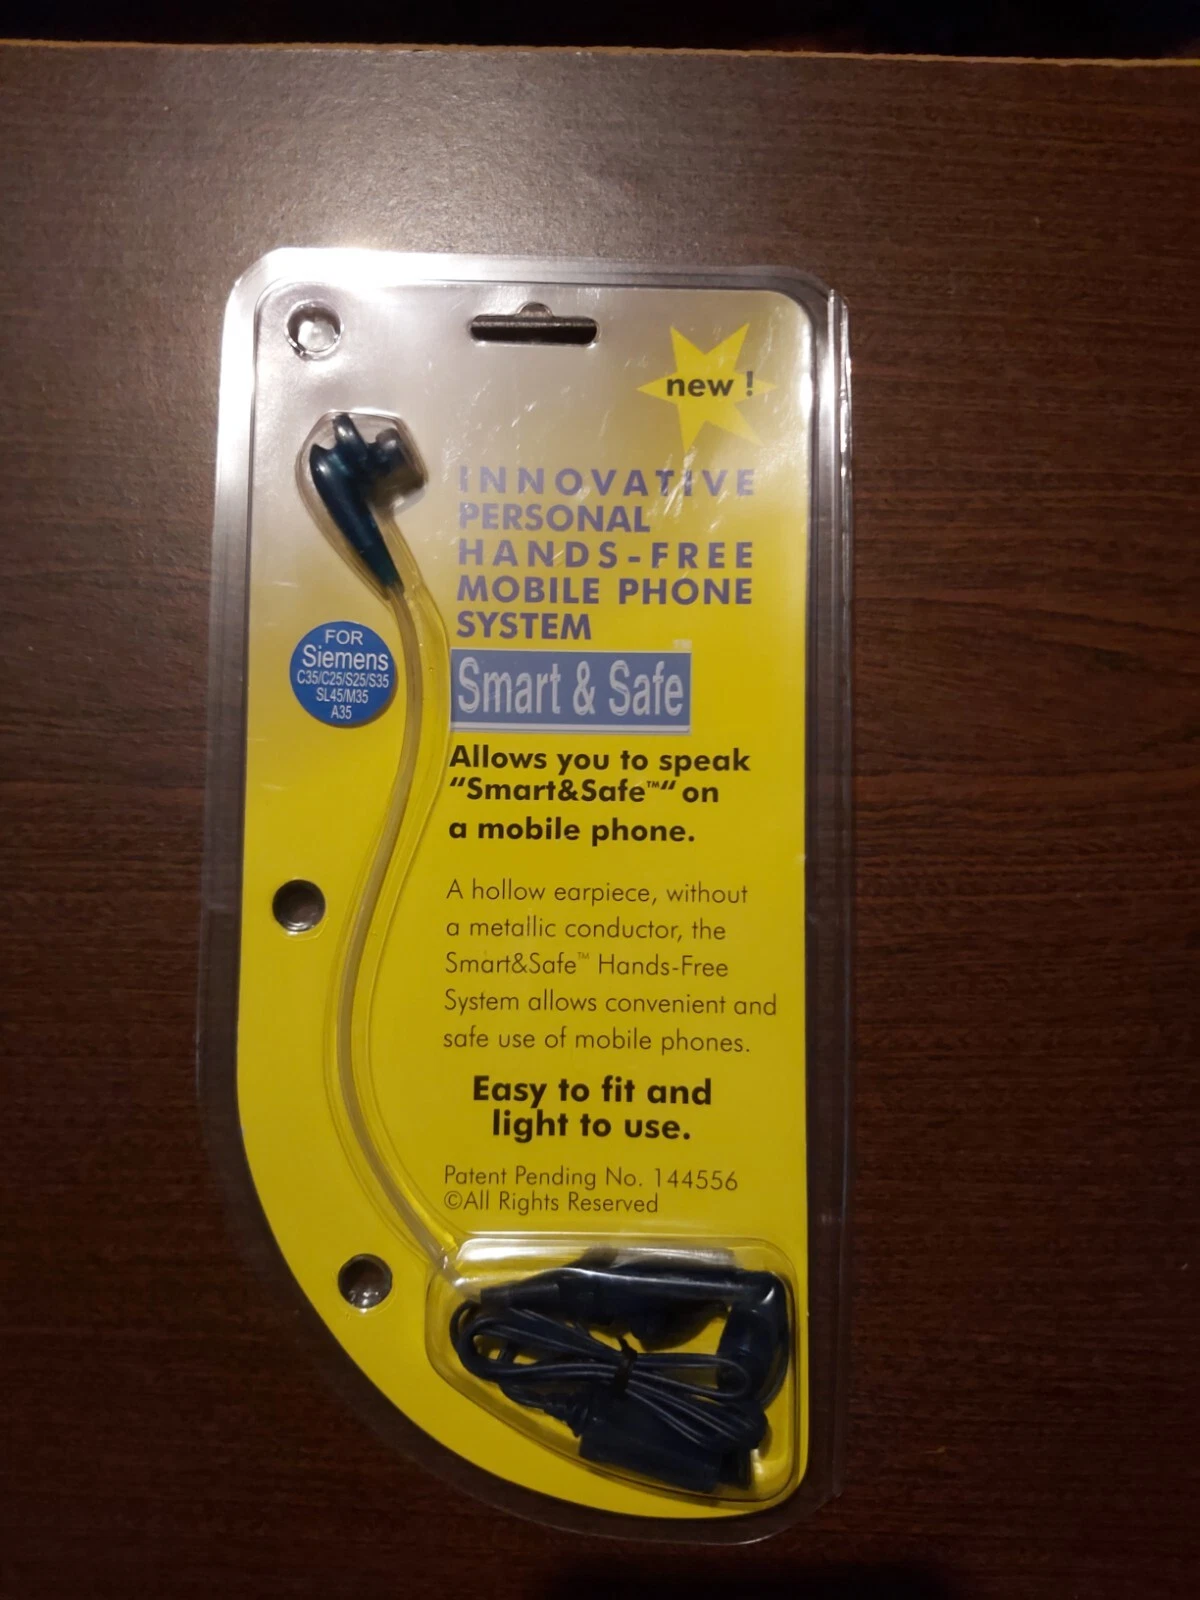 new !
INNOVATIVE
PERSONAL
HANDS-FREE
MOBILE PHONE
SYSTEM
FOR
Siemens
C35/C25/S25/S35
SL45/M35
A35
Smart & Safe™
Allows you to speak
“Smart&Safe™“ on
a mobile phone.
A hollow earpiece, without
a metallic conductor, the
Smart&Safe™ Hands-Free
System allows convenient and
safe use of mobile phones.
Easy to fit and
light to use.
Patent Pending No. 144556
©All Rights Reserved